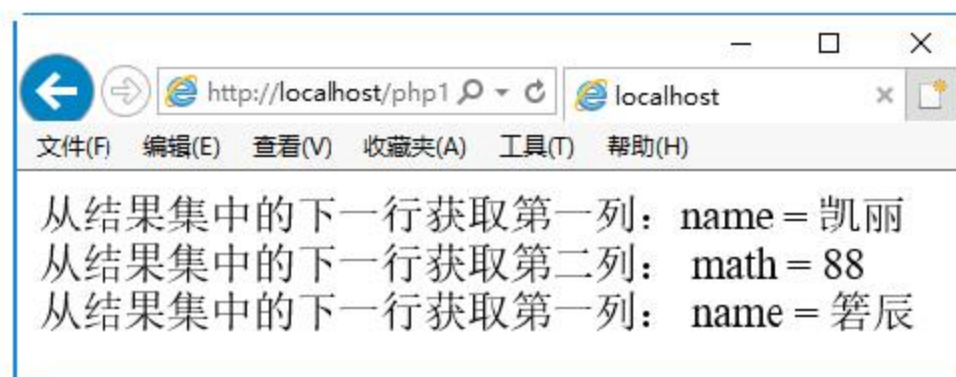 http://localhost/php1
localhost
文件(F) 编辑(E) 查看(V) 收藏夹(A) 工具(T) 帮助(H)
从结果集中的下一行获取第一列：name = 凯丽
从结果集中的下一行获取第二列： math = 88
从结果集中的下一行获取第一列： name = 箬辰